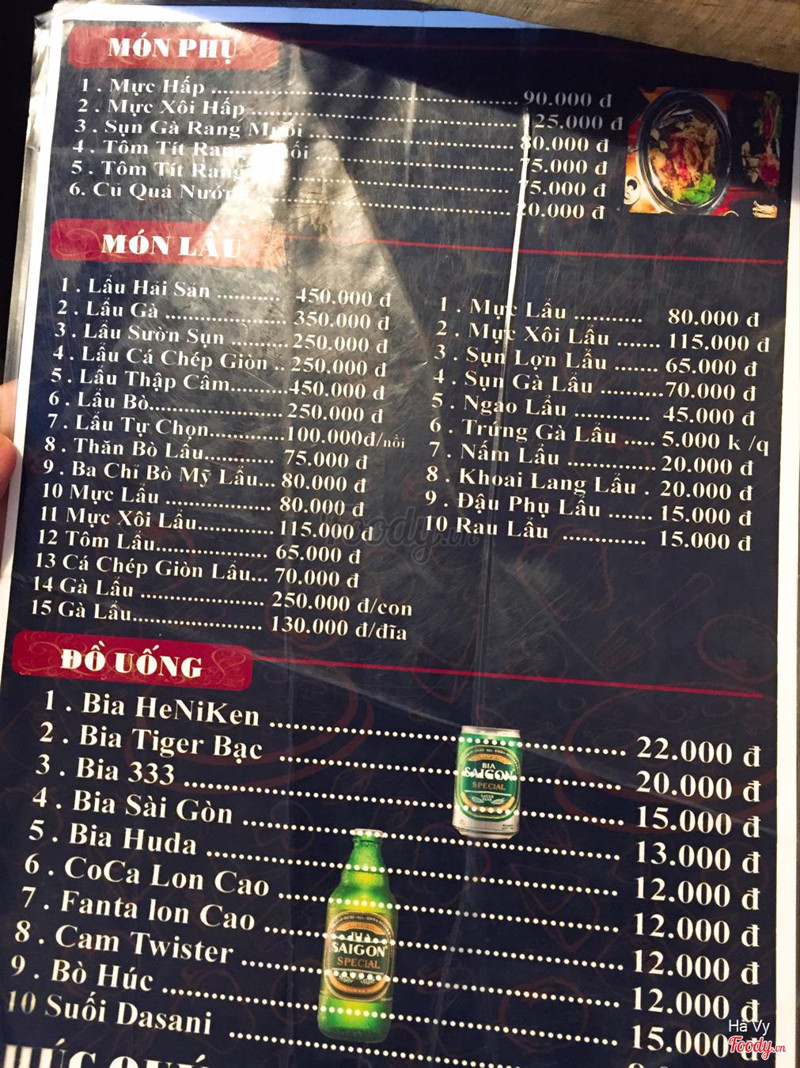 MÓN PHỤ
1 . Mực Hấp ........ 90.000 đ
2 . Mực Xôi Hấp ........ 125.000 đ
3 . Sụn Gà Rang Muối ........ 80.000 đ
4 . Tôm Tít Rang Muối ........ 75.000 đ
5 . Tôm Tít Rang ........ 75.000 đ
6. Củ Quả Nướng ........ 20.000 đ
MÓN LẨU
1 . Lẩu Hải Sản ........ 450.000 đ
2 . Lẩu Gà ........ 350.000 đ
3 . Lẩu Sườn Sụn ........ 250.000 đ
4 . Lẩu Cá Chép Giòn .. 250.000 đ
5 . Lẩu Thập Cẩm ........ 450.000 đ
6 . Lẩu Bò ........ 250.000 đ
7 . Lẩu Tự Chọn ........ 100.000đ/nồi
8 . Thăn Bò Lẩu ........ 75.000 đ
9 . Ba Chỉ Bò Mỹ Lẩu... 80.000 đ
10 Mực Lẩu ........ 80.000 đ
11 Mực Xôi Lẩu ........ 115.000 đ
12 Tôm Lẩu ........ 65.000 đ
13 Cá Chép Giòn Lẩu... 70.000 đ
14 Gà Lẩu ........ 250.000 đ/con
15 Gà Lẩu ........ 130.000 đ/đĩa
1 . Mực Lẩu ........ 80.000 đ
2 . Mực Xôi Lẩu ....... 115.000 đ
3 . Sụn Lợn Lẩu ...... 65.000 đ
4 . Sụn Gà Lẩu ........ 70.000 đ
5 . Ngao Lẩu ........ 45.000 đ
6 . Trứng Gà Lẩu ..... 5.000 k /q
7 . Nấm Lẩu ........ 20.000 đ
8 . Khoai Lang Lẩu . 20.000 đ
9 . Đậu Phụ Lẩu ....... 15.000 đ
10 Rau Lẩu ........ 15.000 đ
ĐỒ UỐNG
1 . Bia HeNiKen ........ 22.000 đ
2 . Bia Tiger Bạc ........ 20.000 đ
3 . Bia 333 ........ 15.000 đ
4 . Bia Sài Gòn ........ 13.000 đ
5 . Bia Huda ........ 12.000 đ
6 . CoCa Lon Cao ........ 12.000 đ
7 . Fanta lon Cao ........ 12.000 đ
8 . Cam Twister ........ 12.000 đ
9 . Bò Húc ........ 15.000 đ
10 Suối Dasani ........
BIA
SAIGON
SPECIAL
SAIGON
SPECIAL
foody.vn
Hà Vy
Foody.vn